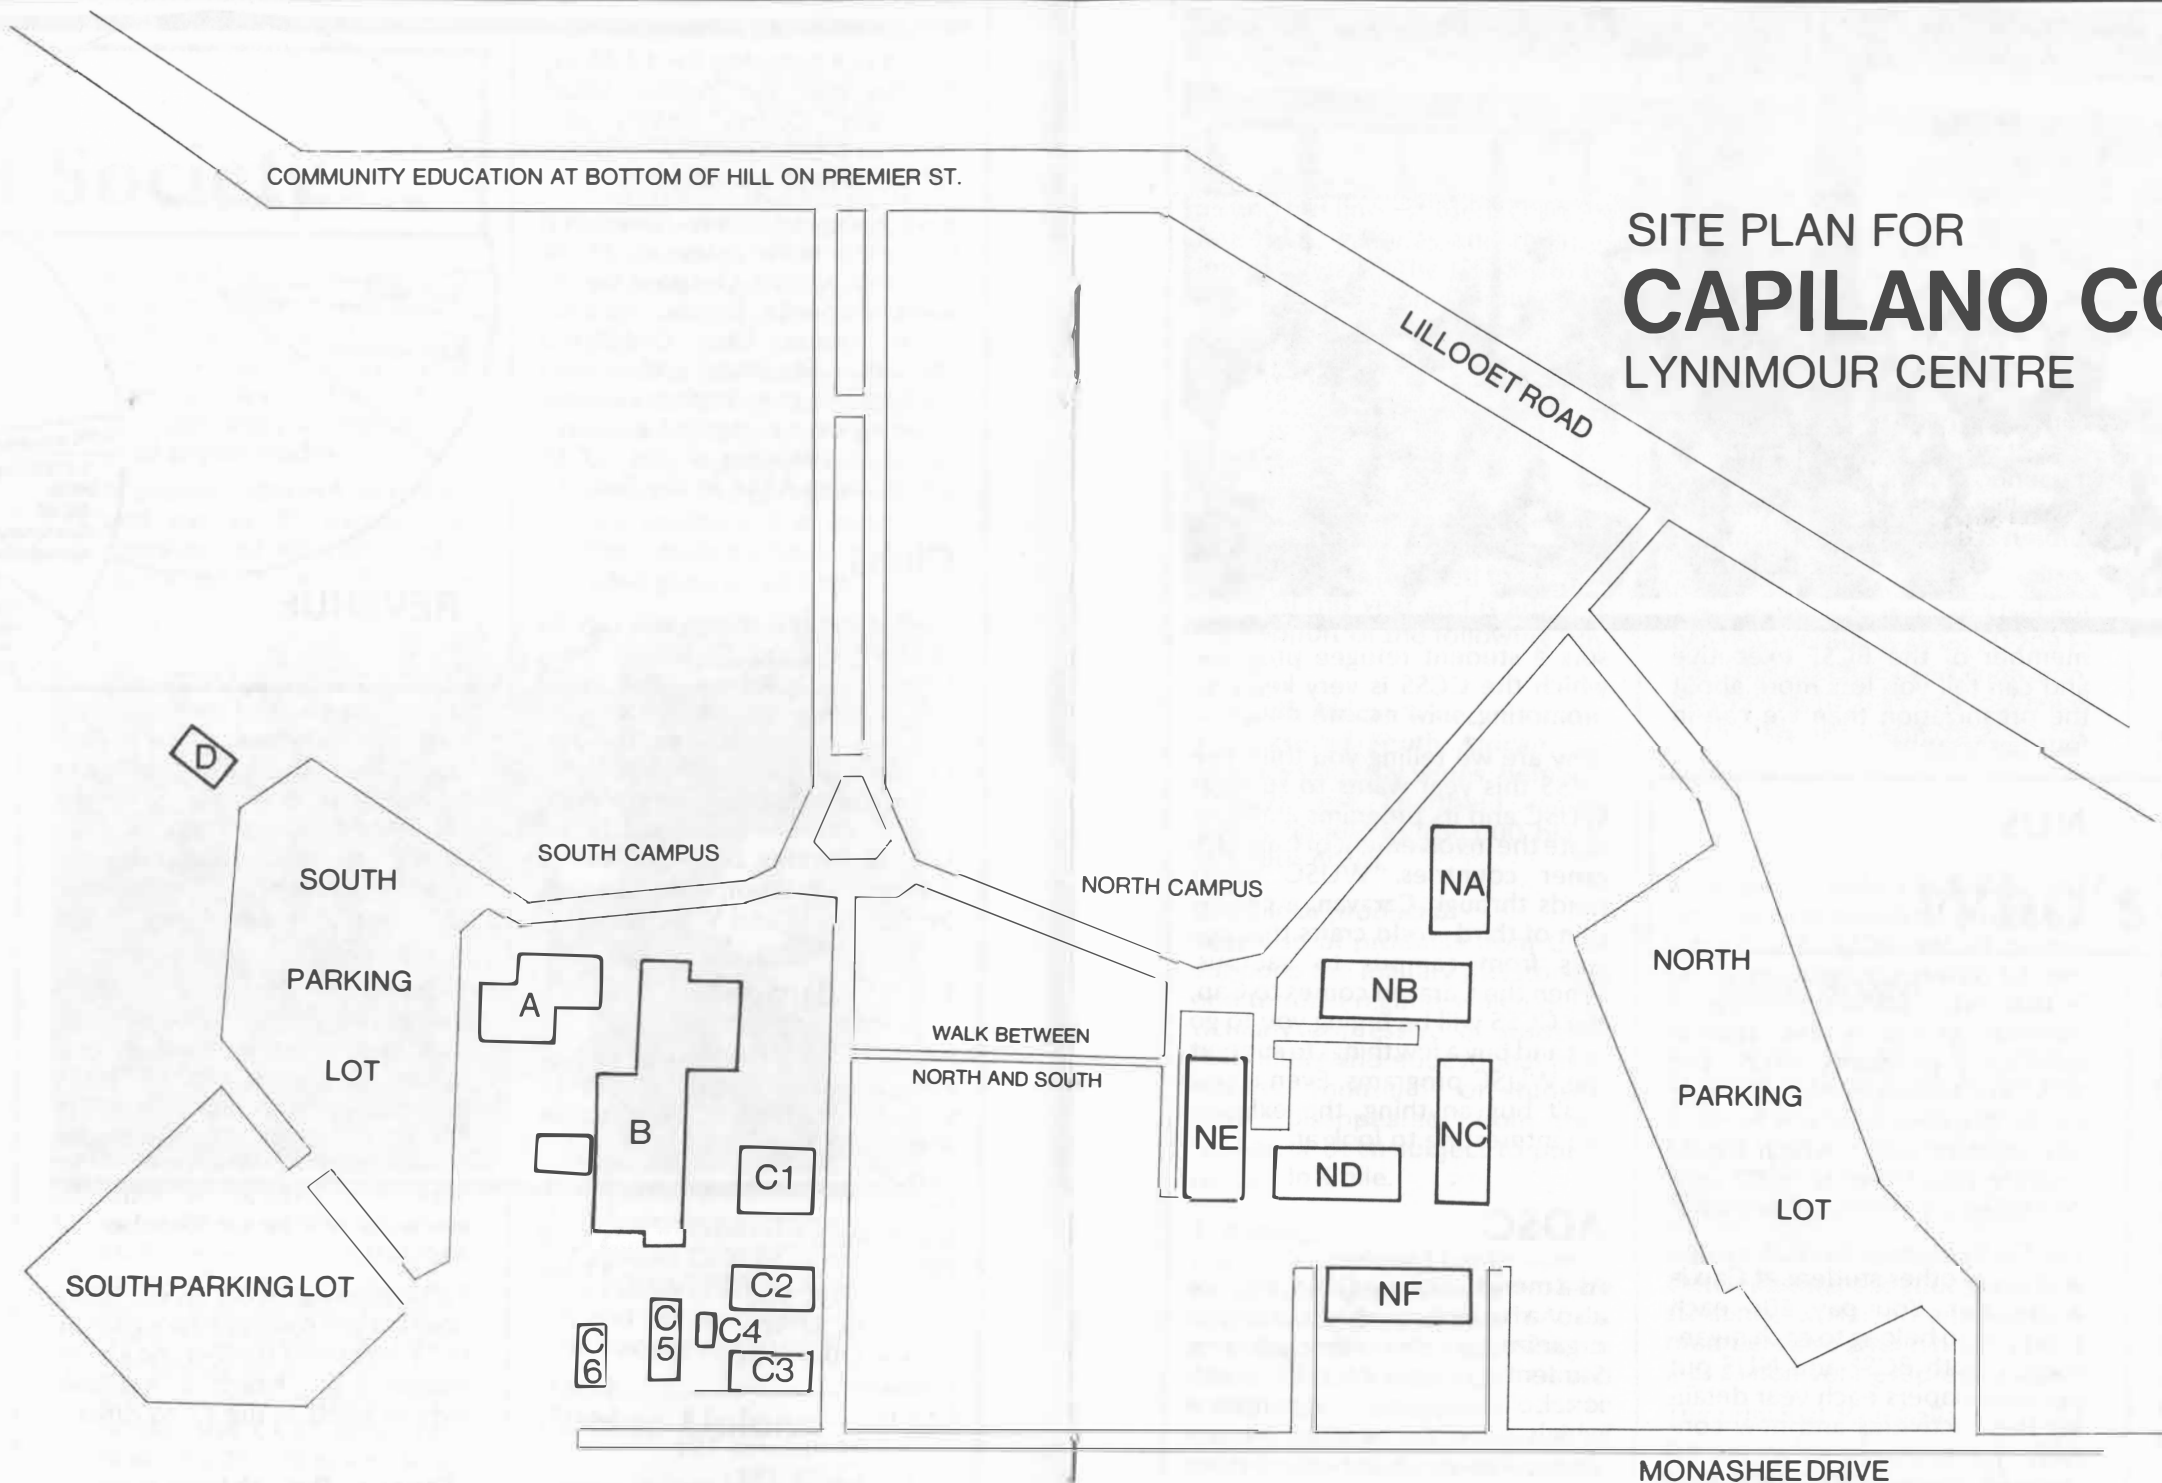 COMMUNITY EDUCATION AT BOTTOM OF HILL ON PREMIER ST.
SITE PLAN FOR
CAPILANO CO
LYNNMOUR CENTRE
LILLOOET ROAD
D
SOUTH CAMPUS
NORTH CAMPUS
SOUTH
PARKING
LOT
NA
NB
NORTH
PARKING
LOT
A
B
WALK BETWEEN
NORTH AND SOUTH
NE
NC
ND
C1
SOUTH PARKING LOT
C2
NF
C
5
C4
C
6
C3
MONASHEE DRIVE